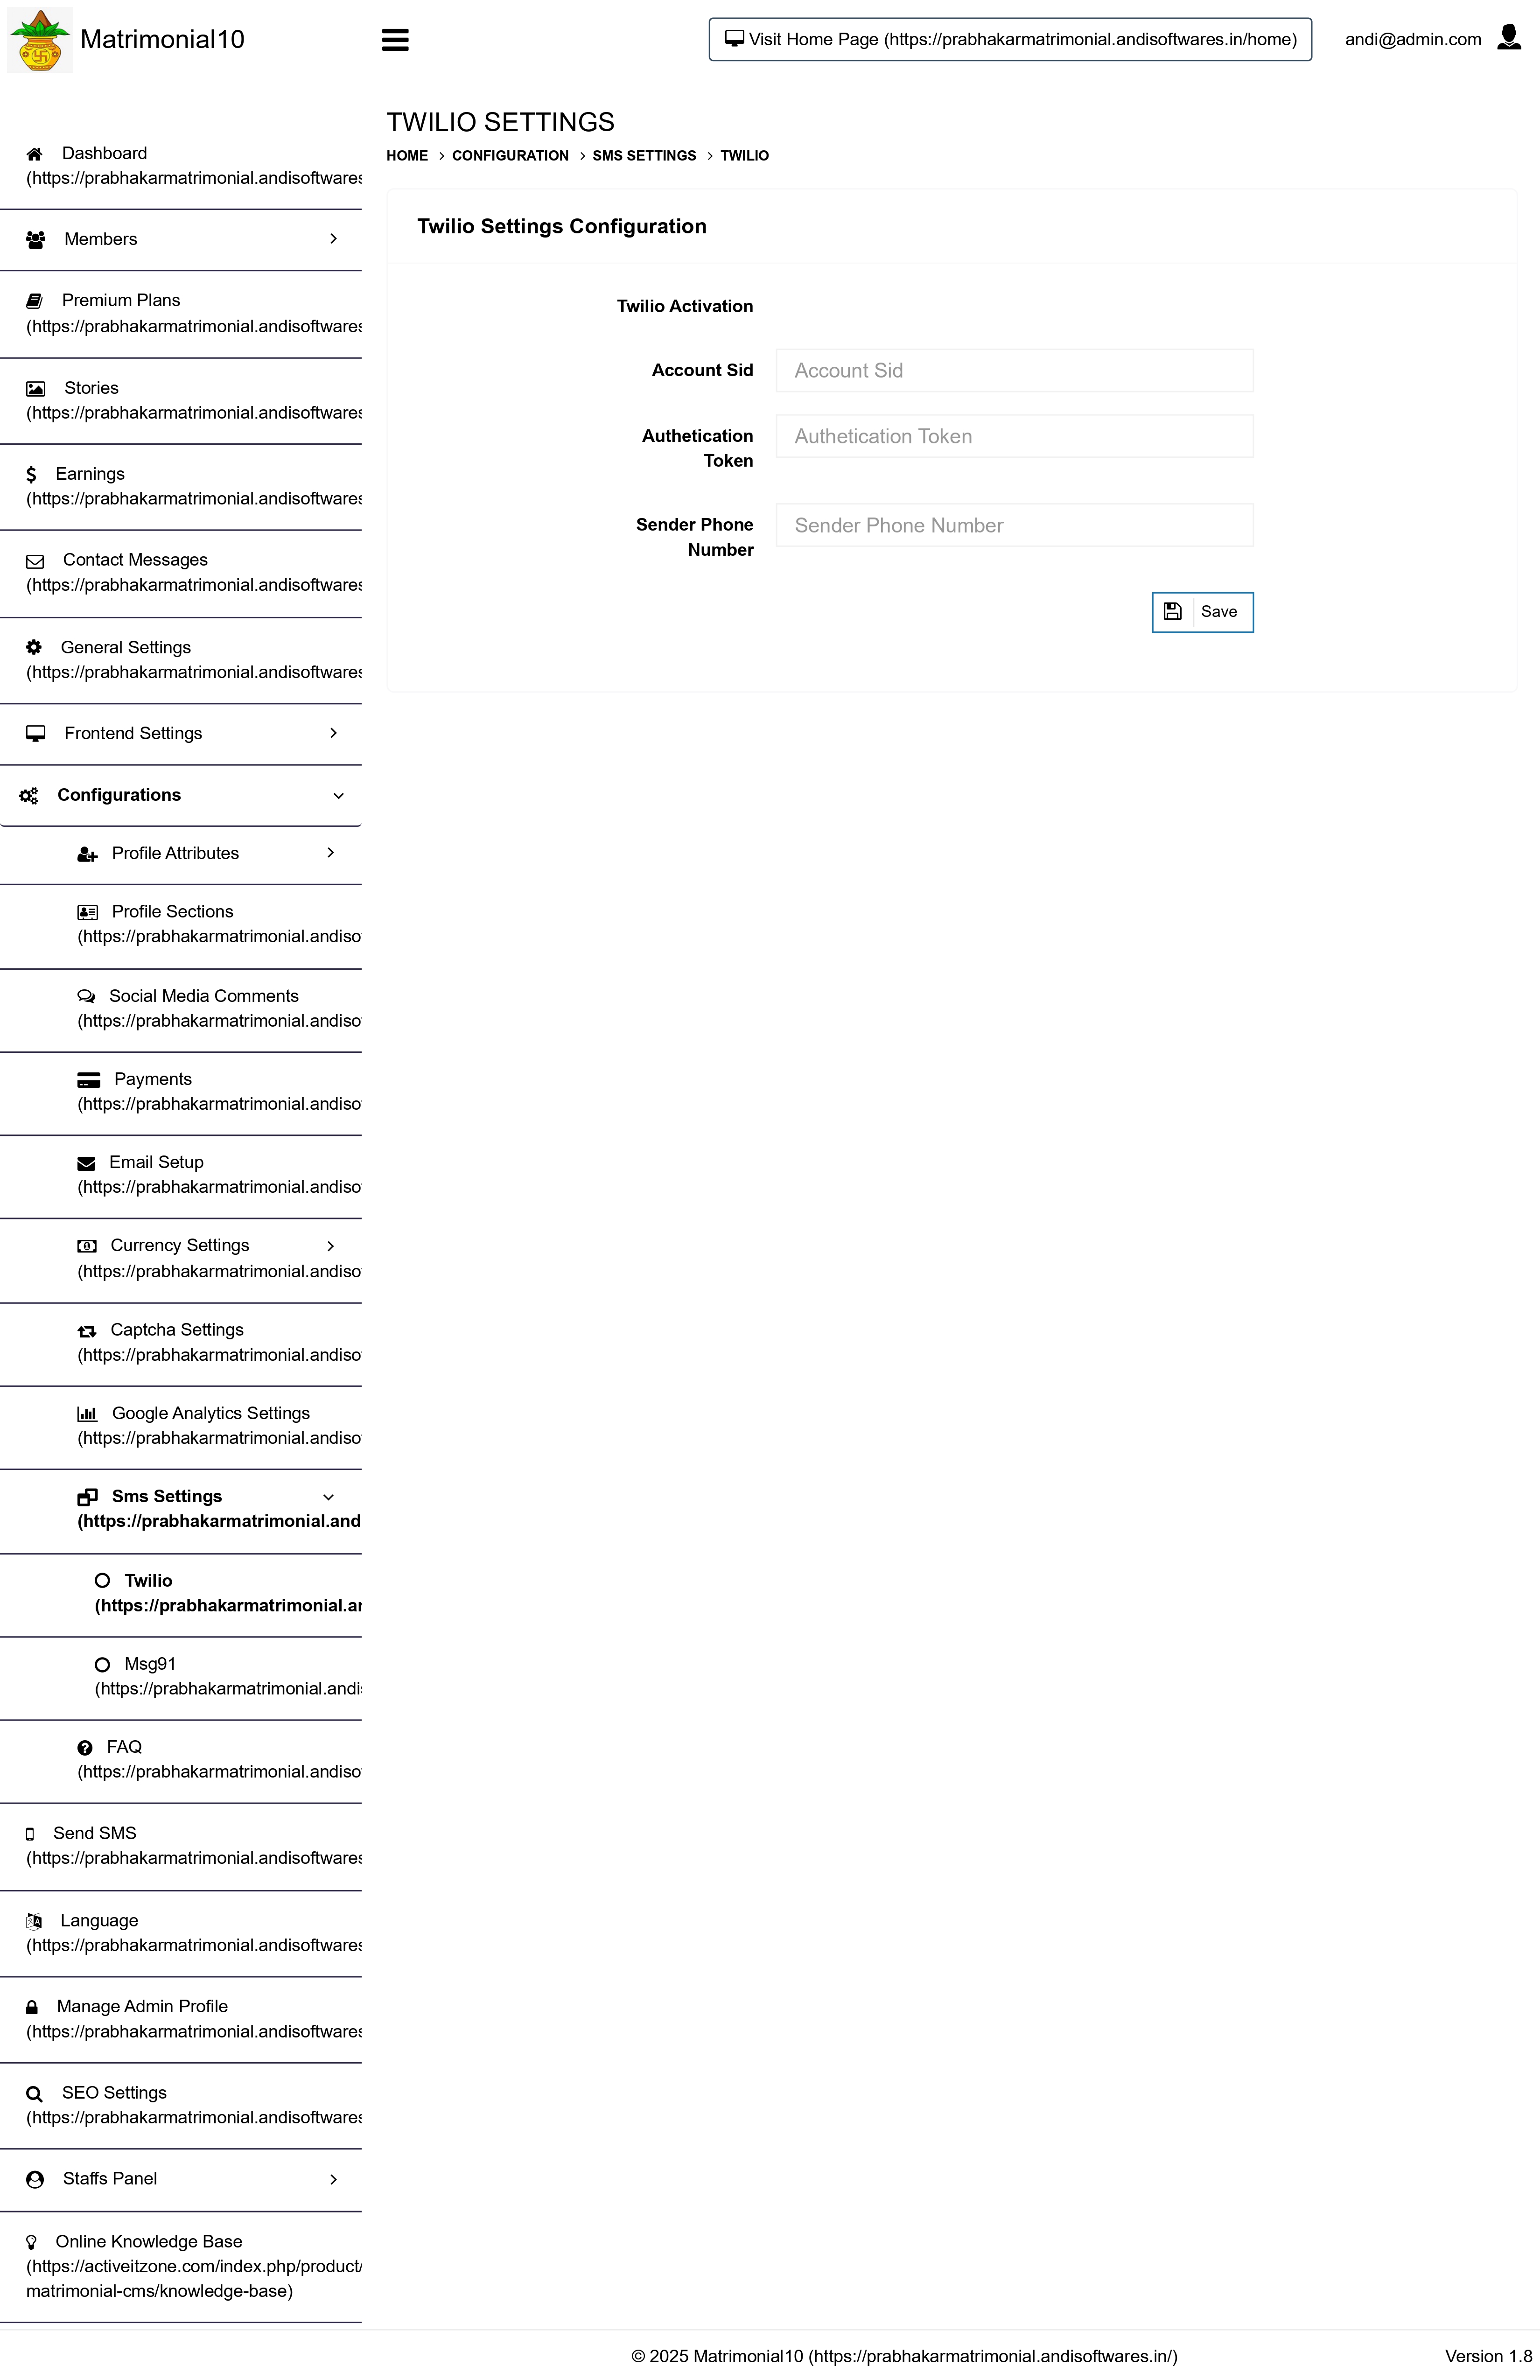 Matrimonial10
Visit Home Page (https://prabhakarmatrimonial.andisoftwares.in/home)
andi@admin.com
Dashboard
(https://prabhakarmatrimonial.andisoftwares
Members
Premium Plans
(https://prabhakarmatrimonial.andisoftwares
Stories
(https://prabhakarmatrimonial.andisoftwares
Earnings
(https://prabhakarmatrimonial.andisoftwares
Contact Messages
(https://prabhakarmatrimonial.andisoftwares
General Settings
(https://prabhakarmatrimonial.andisoftwares
Frontend Settings
Configurations
Profile Attributes
Profile Sections
(https://prabhakarmatrimonial.andiso
Social Media Comments
(https://prabhakarmatrimonial.andiso
Payments
(https://prabhakarmatrimonial.andiso
Email Setup
(https://prabhakarmatrimonial.andiso
Currency Settings
(https://prabhakarmatrimonial.andiso
Captcha Settings
(https://prabhakarmatrimonial.andiso
Google Analytics Settings
(https://prabhakarmatrimonial.andiso
Sms Settings
(https://prabhakarmatrimonial.and
Twilio
(https://prabhakarmatrimonial.an
Msg91
(https://prabhakarmatrimonial.andis
FAQ
(https://prabhakarmatrimonial.andiso
Send SMS
(https://prabhakarmatrimonial.andisoftwares
Language
(https://prabhakarmatrimonial.andisoftwares
Manage Admin Profile
(https://prabhakarmatrimonial.andisoftwares
SEO Settings
(https://prabhakarmatrimonial.andisoftwares
Staffs Panel
Online Knowledge Base
(https://activeitzone.com/index.php/product/
matrimonial-cms/knowledge-base)
TWILIO SETTINGS
HOME > CONFIGURATION > SMS SETTINGS > TWILIO
Twilio Settings Configuration
Twilio Activation
Account Sid
Account Sid
Authetication
Token
Authetication Token
Sender Phone
Number
Sender Phone Number
Save
© 2025 Matrimonial10 (https://prabhakarmatrimonial.andisoftwares.in/)
Version 1.8